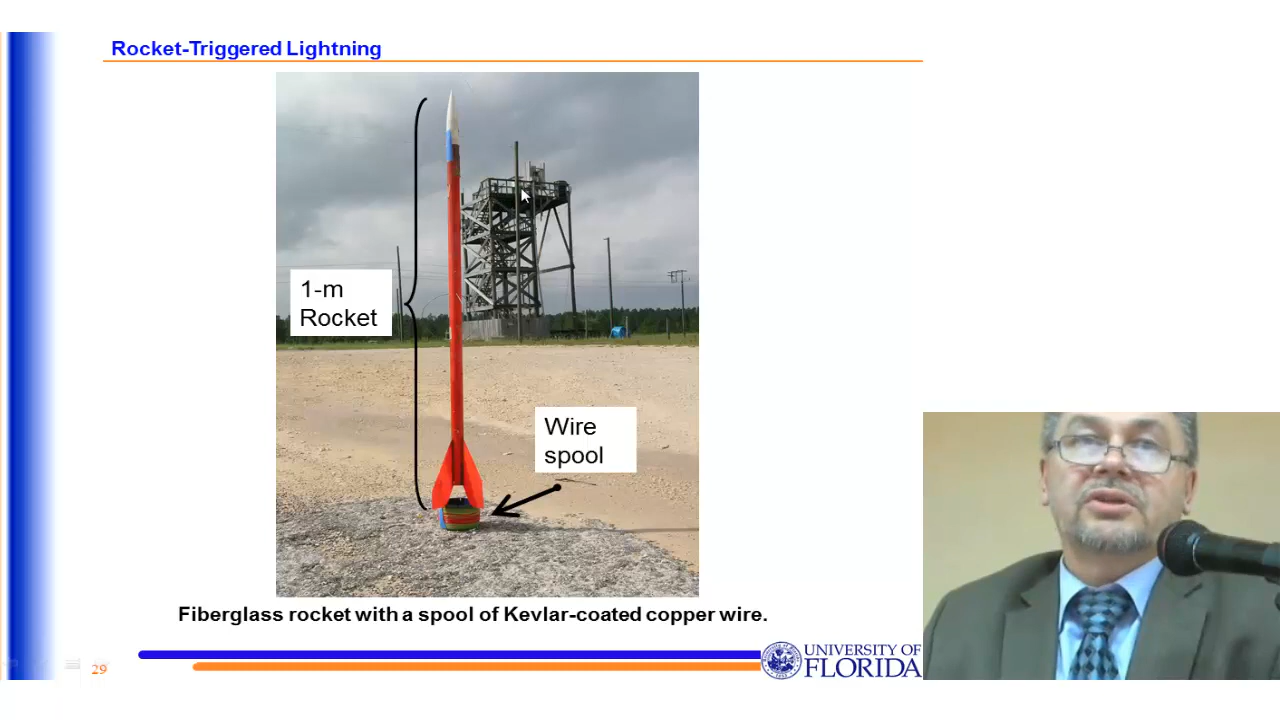 Rocket-Triggered Lightning
1-m
Rocket
Wire
spool
Fiberglass rocket with a spool of Kevlar-coated copper wire.
29
UNIVERSITY OF
FLORIDA